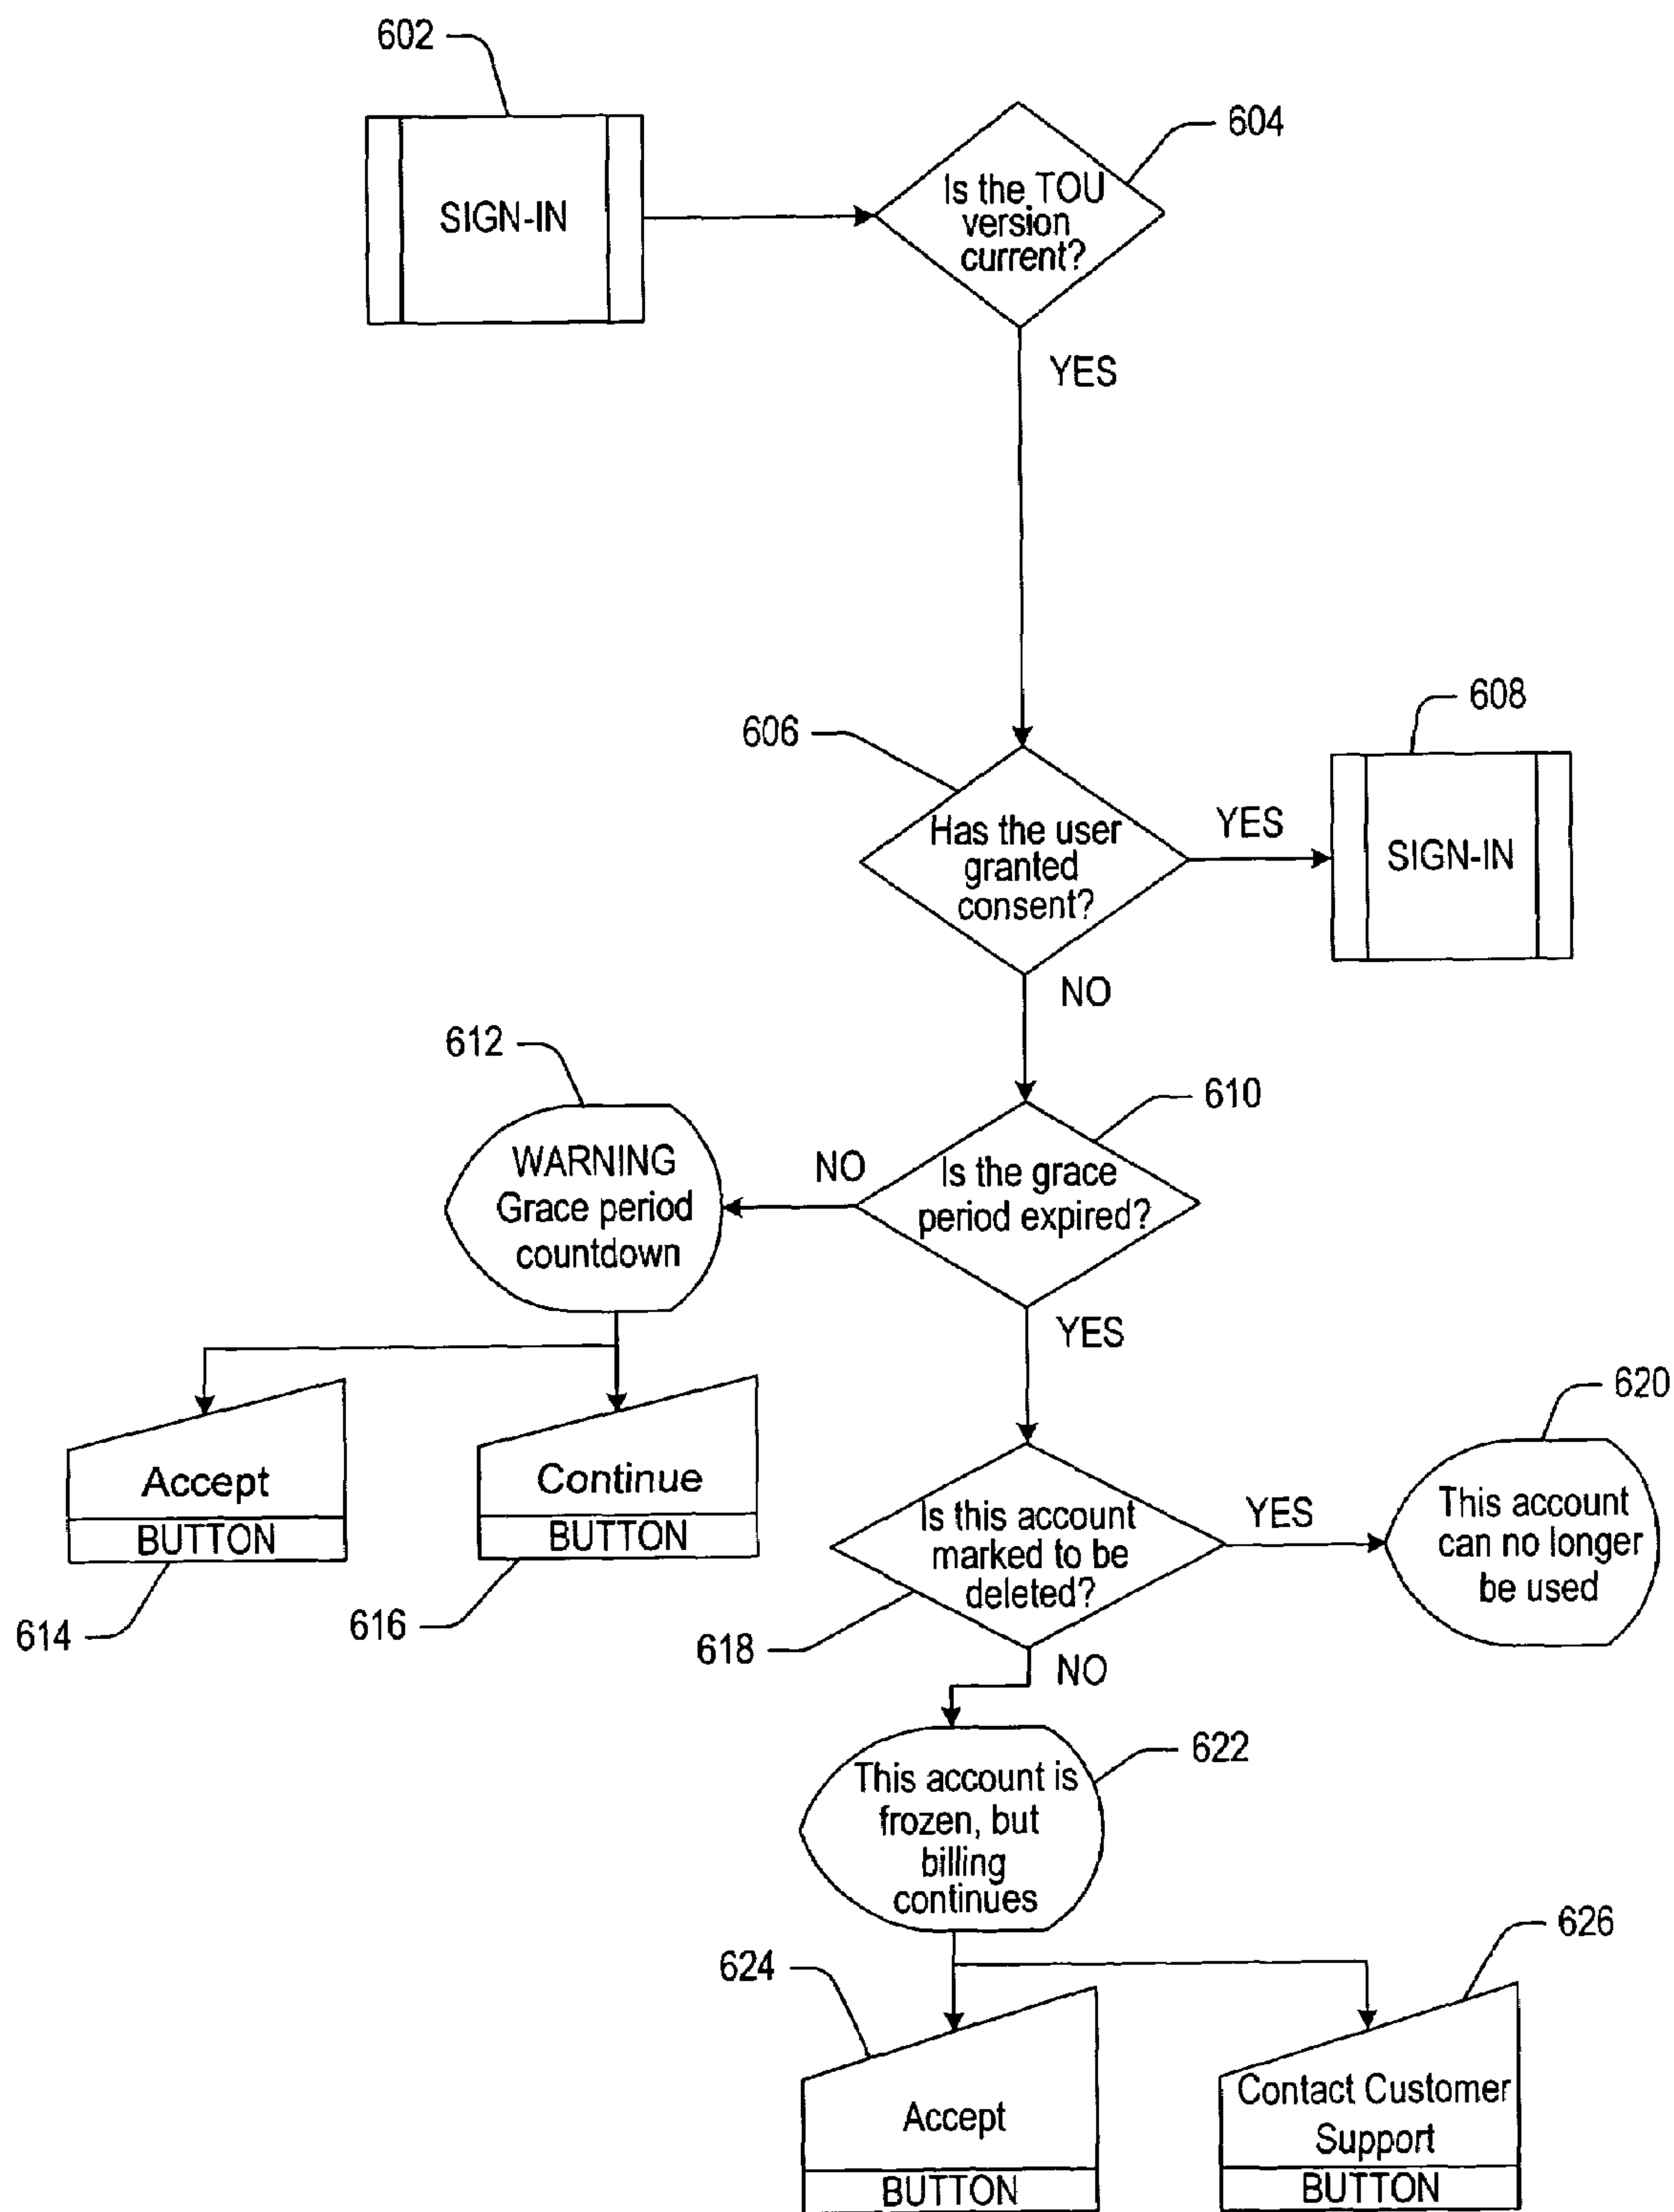 602
SIGN-IN
604
Is the TOU
version
current?
YES
606
Has the user
granted
consent?
YES
608
SIGN-IN
NO
610
Is the grace
period expired?
NO
612
WARNING
Grace period
countdown
Accept
BUTTON
614
Continue
BUTTON
616
YES
618
Is this account
marked to be
deleted?
YES
620
This account
can no longer
be used
NO
622
This account is
frozen, but
billing
continues
624
Accept
BUTTON
626
Contact Customer
Support
BUTTON